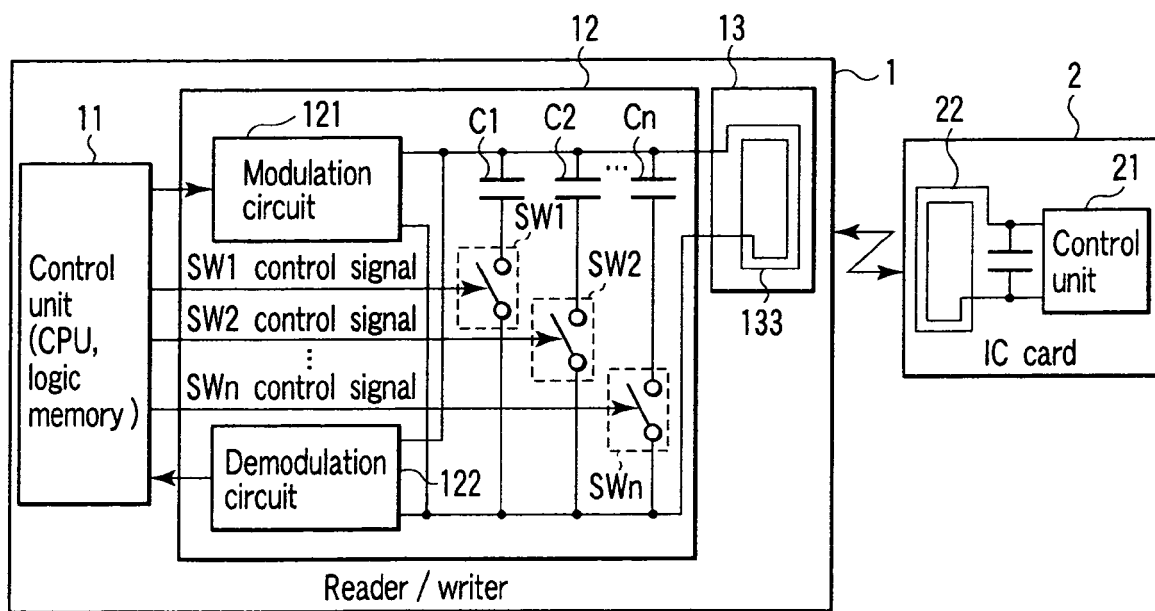 12
13
1
2
11
121
C1
C2
...
Cn
22
21
Modulation
circuit
SW1
Control
unit
(CPU,
logic
memory)
SW1 control signal
SW2
SW2 control signal
...
133
Control
unit
IC card
SWn control signal
Demodulation
circuit
122
SWn
Reader / writer